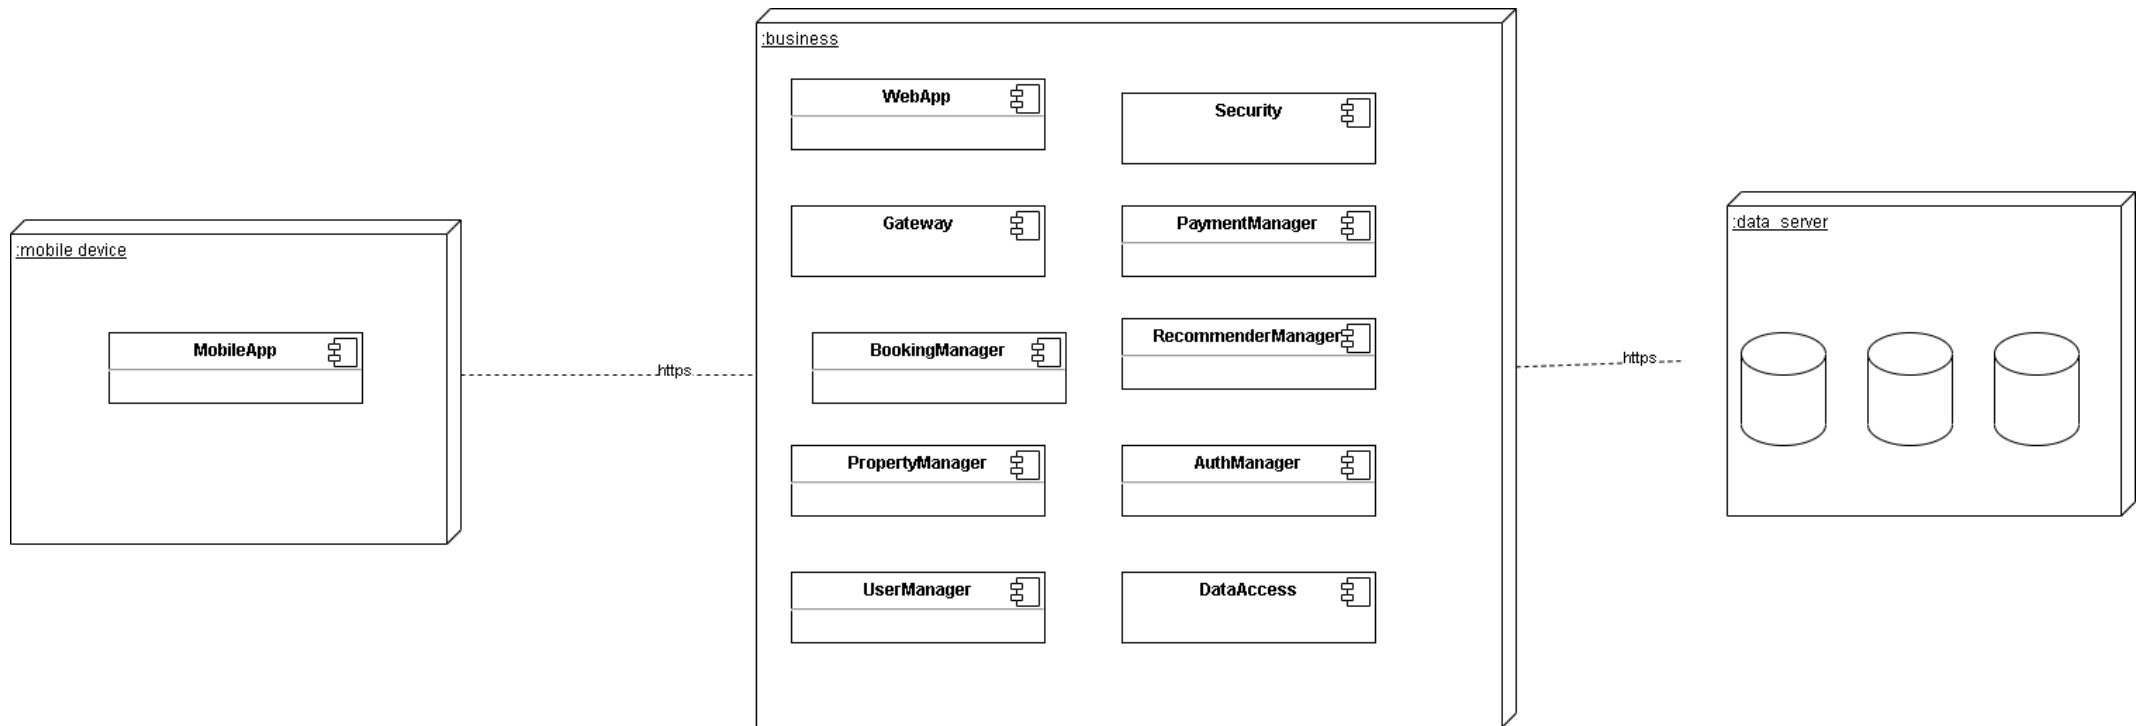 :business
WebApp
Security
Gateway
PaymentManager
:data_server
:mobile device
MobileApp
BookingManager
RecommenderManager
https
https
PropertyManager
AuthManager
UserManager
DataAccess